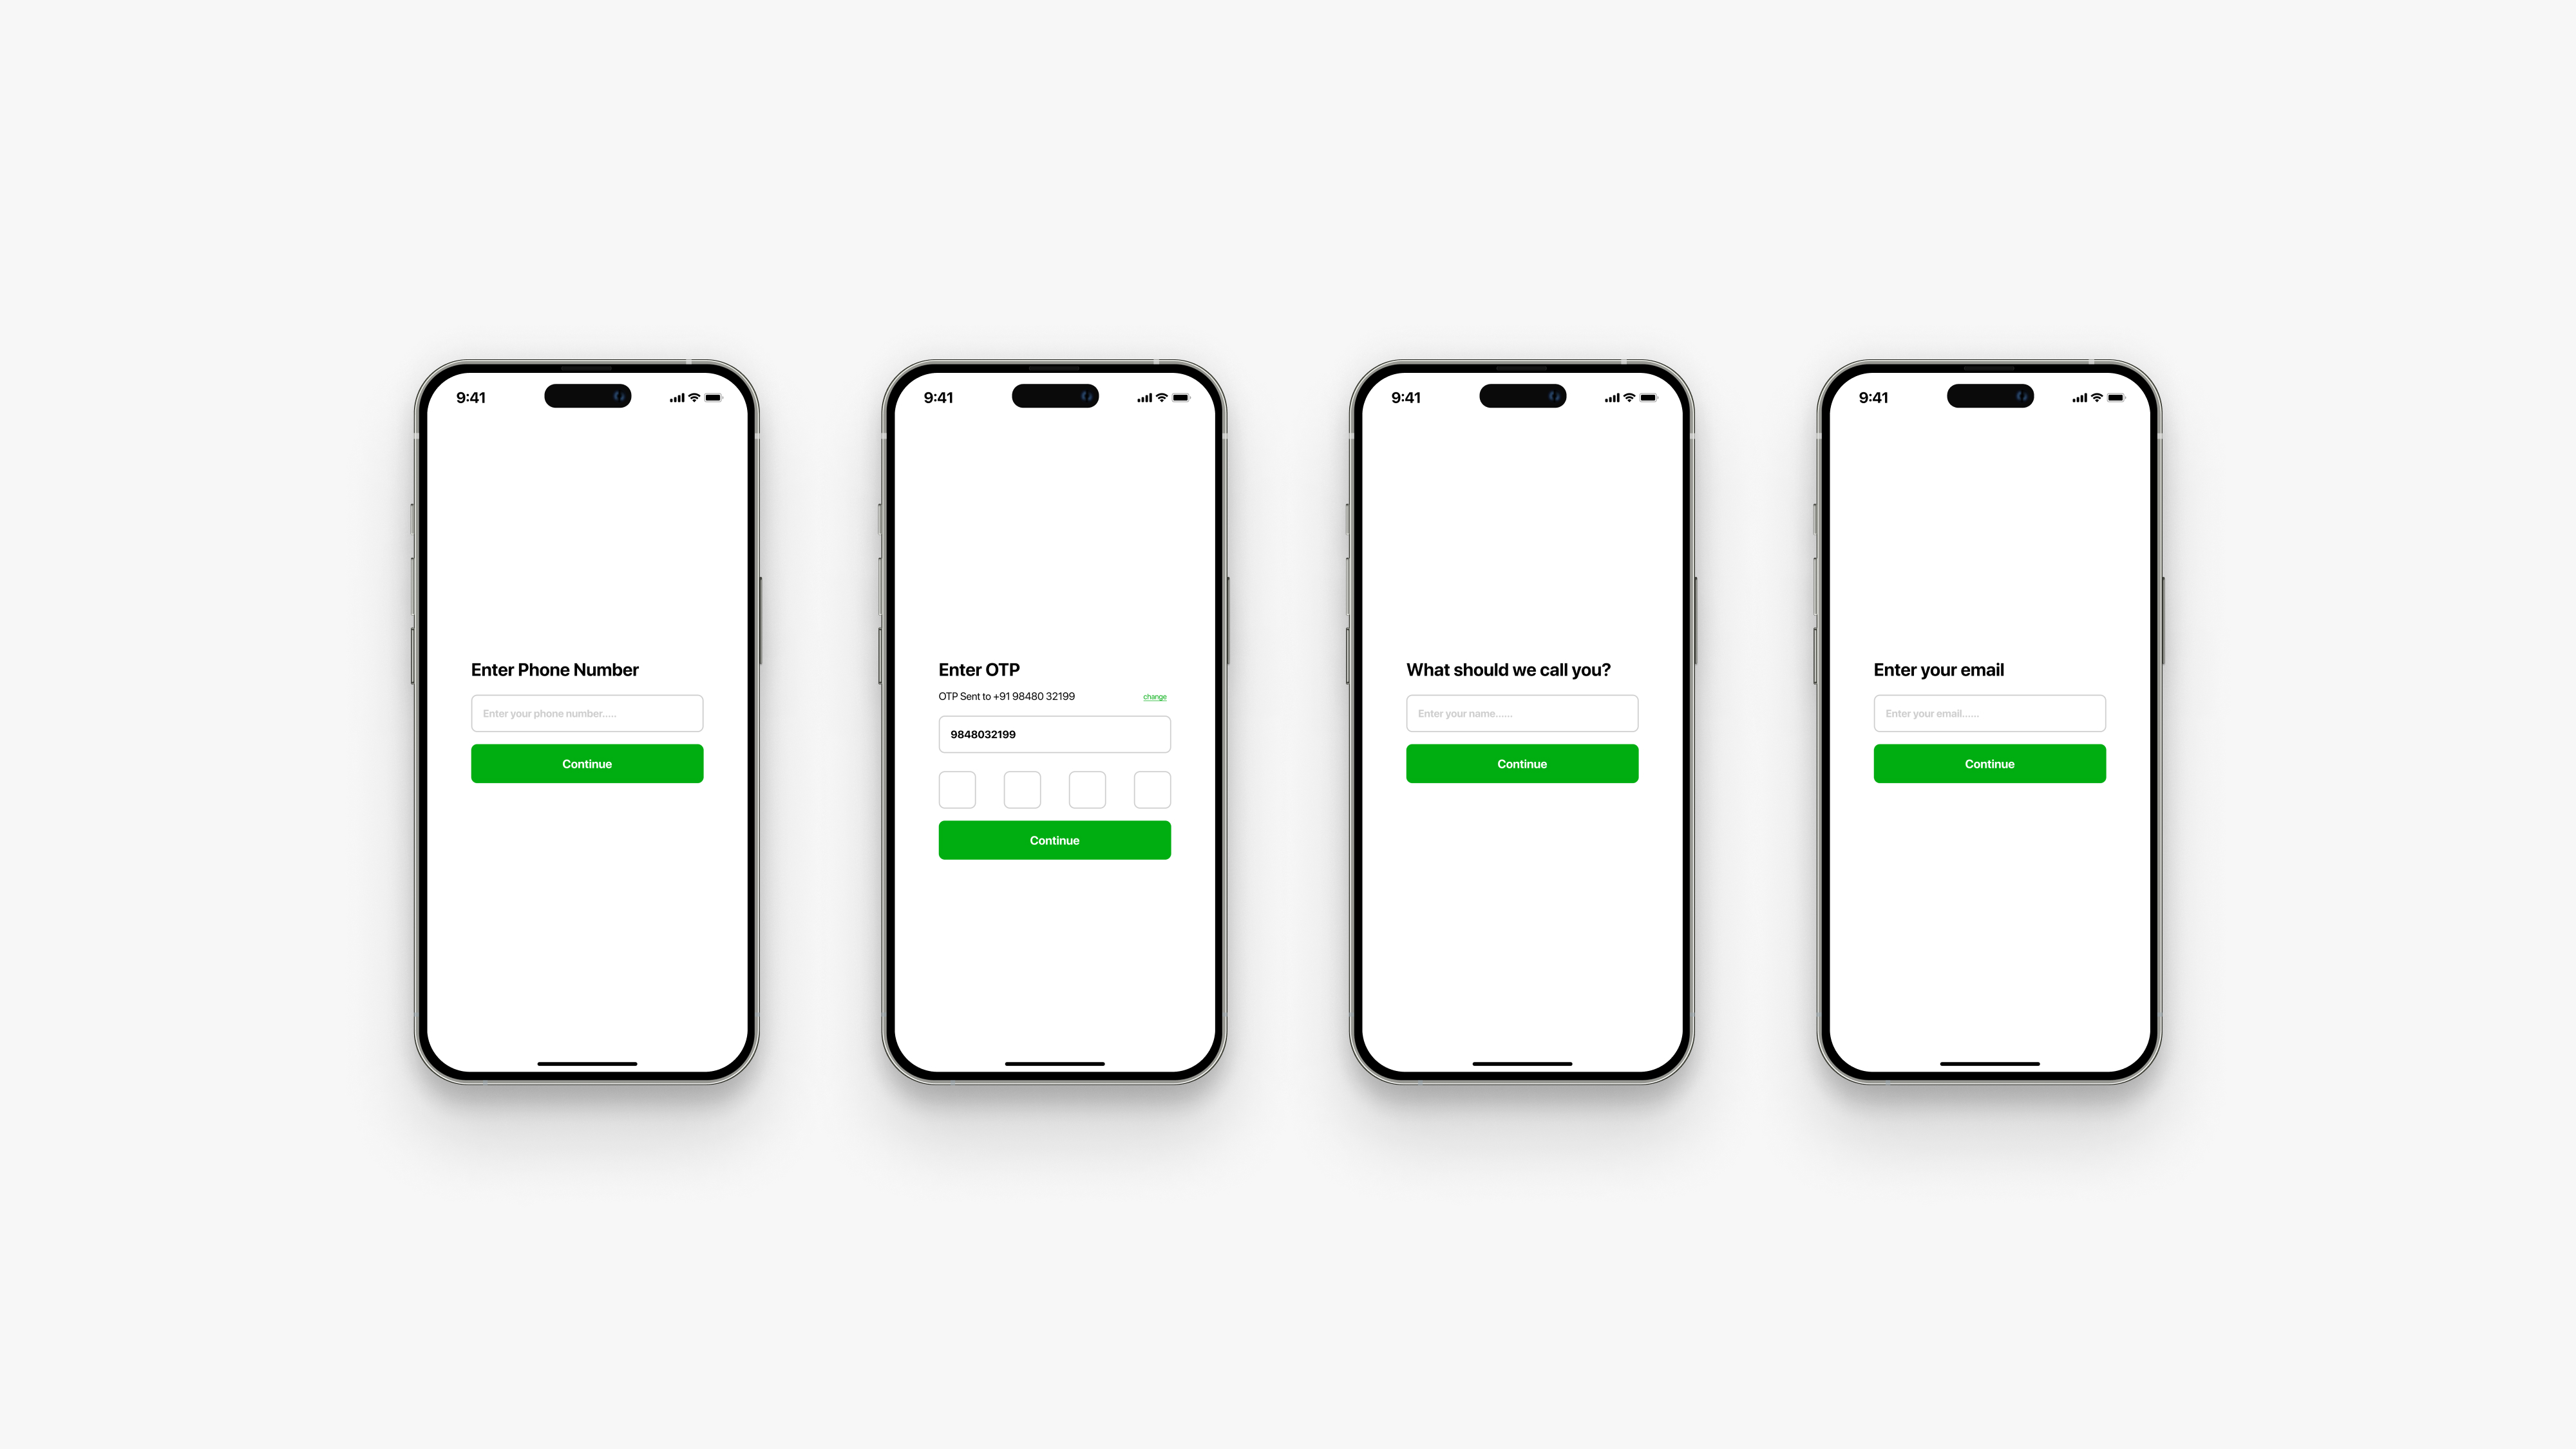 9:41
Enter Phone Number
Enter your phone number.....
Continue
9:41
Enter OTP
OTP Sent to +91 98480 32199
change
9848032199
Continue
9:41
What should we call you?
Enter your name......
Continue
9:41
Enter your email
Enter your email......
Continue